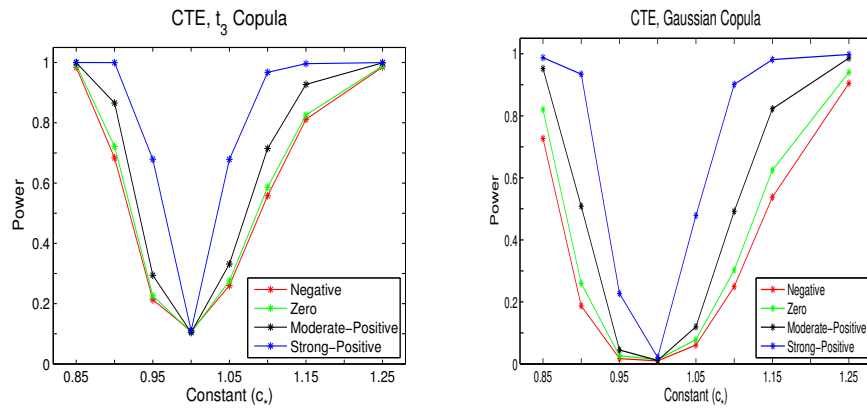 CTE, t₃ Copula
1
0.8
0.6
0.4
0.2
0
Power
0.85
0.95
1.05
1.15
1.25
Constant (c*)
Negative
Zero
Moderate−Positive
Strong−Positive
CTE, Gaussian Copula
1
0.8
0.6
0.4
0.2
0
Power
0.85
0.95
1.05
1.15
1.25
Constant (c*)
Negative
Zero
Moderate−Positive
Strong−Positive